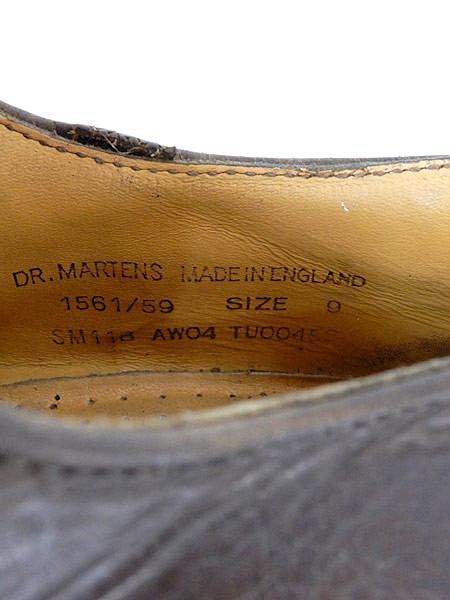 DR. MARTENS MADE IN ENGLAND
1561/59 SIZE 9
AW04